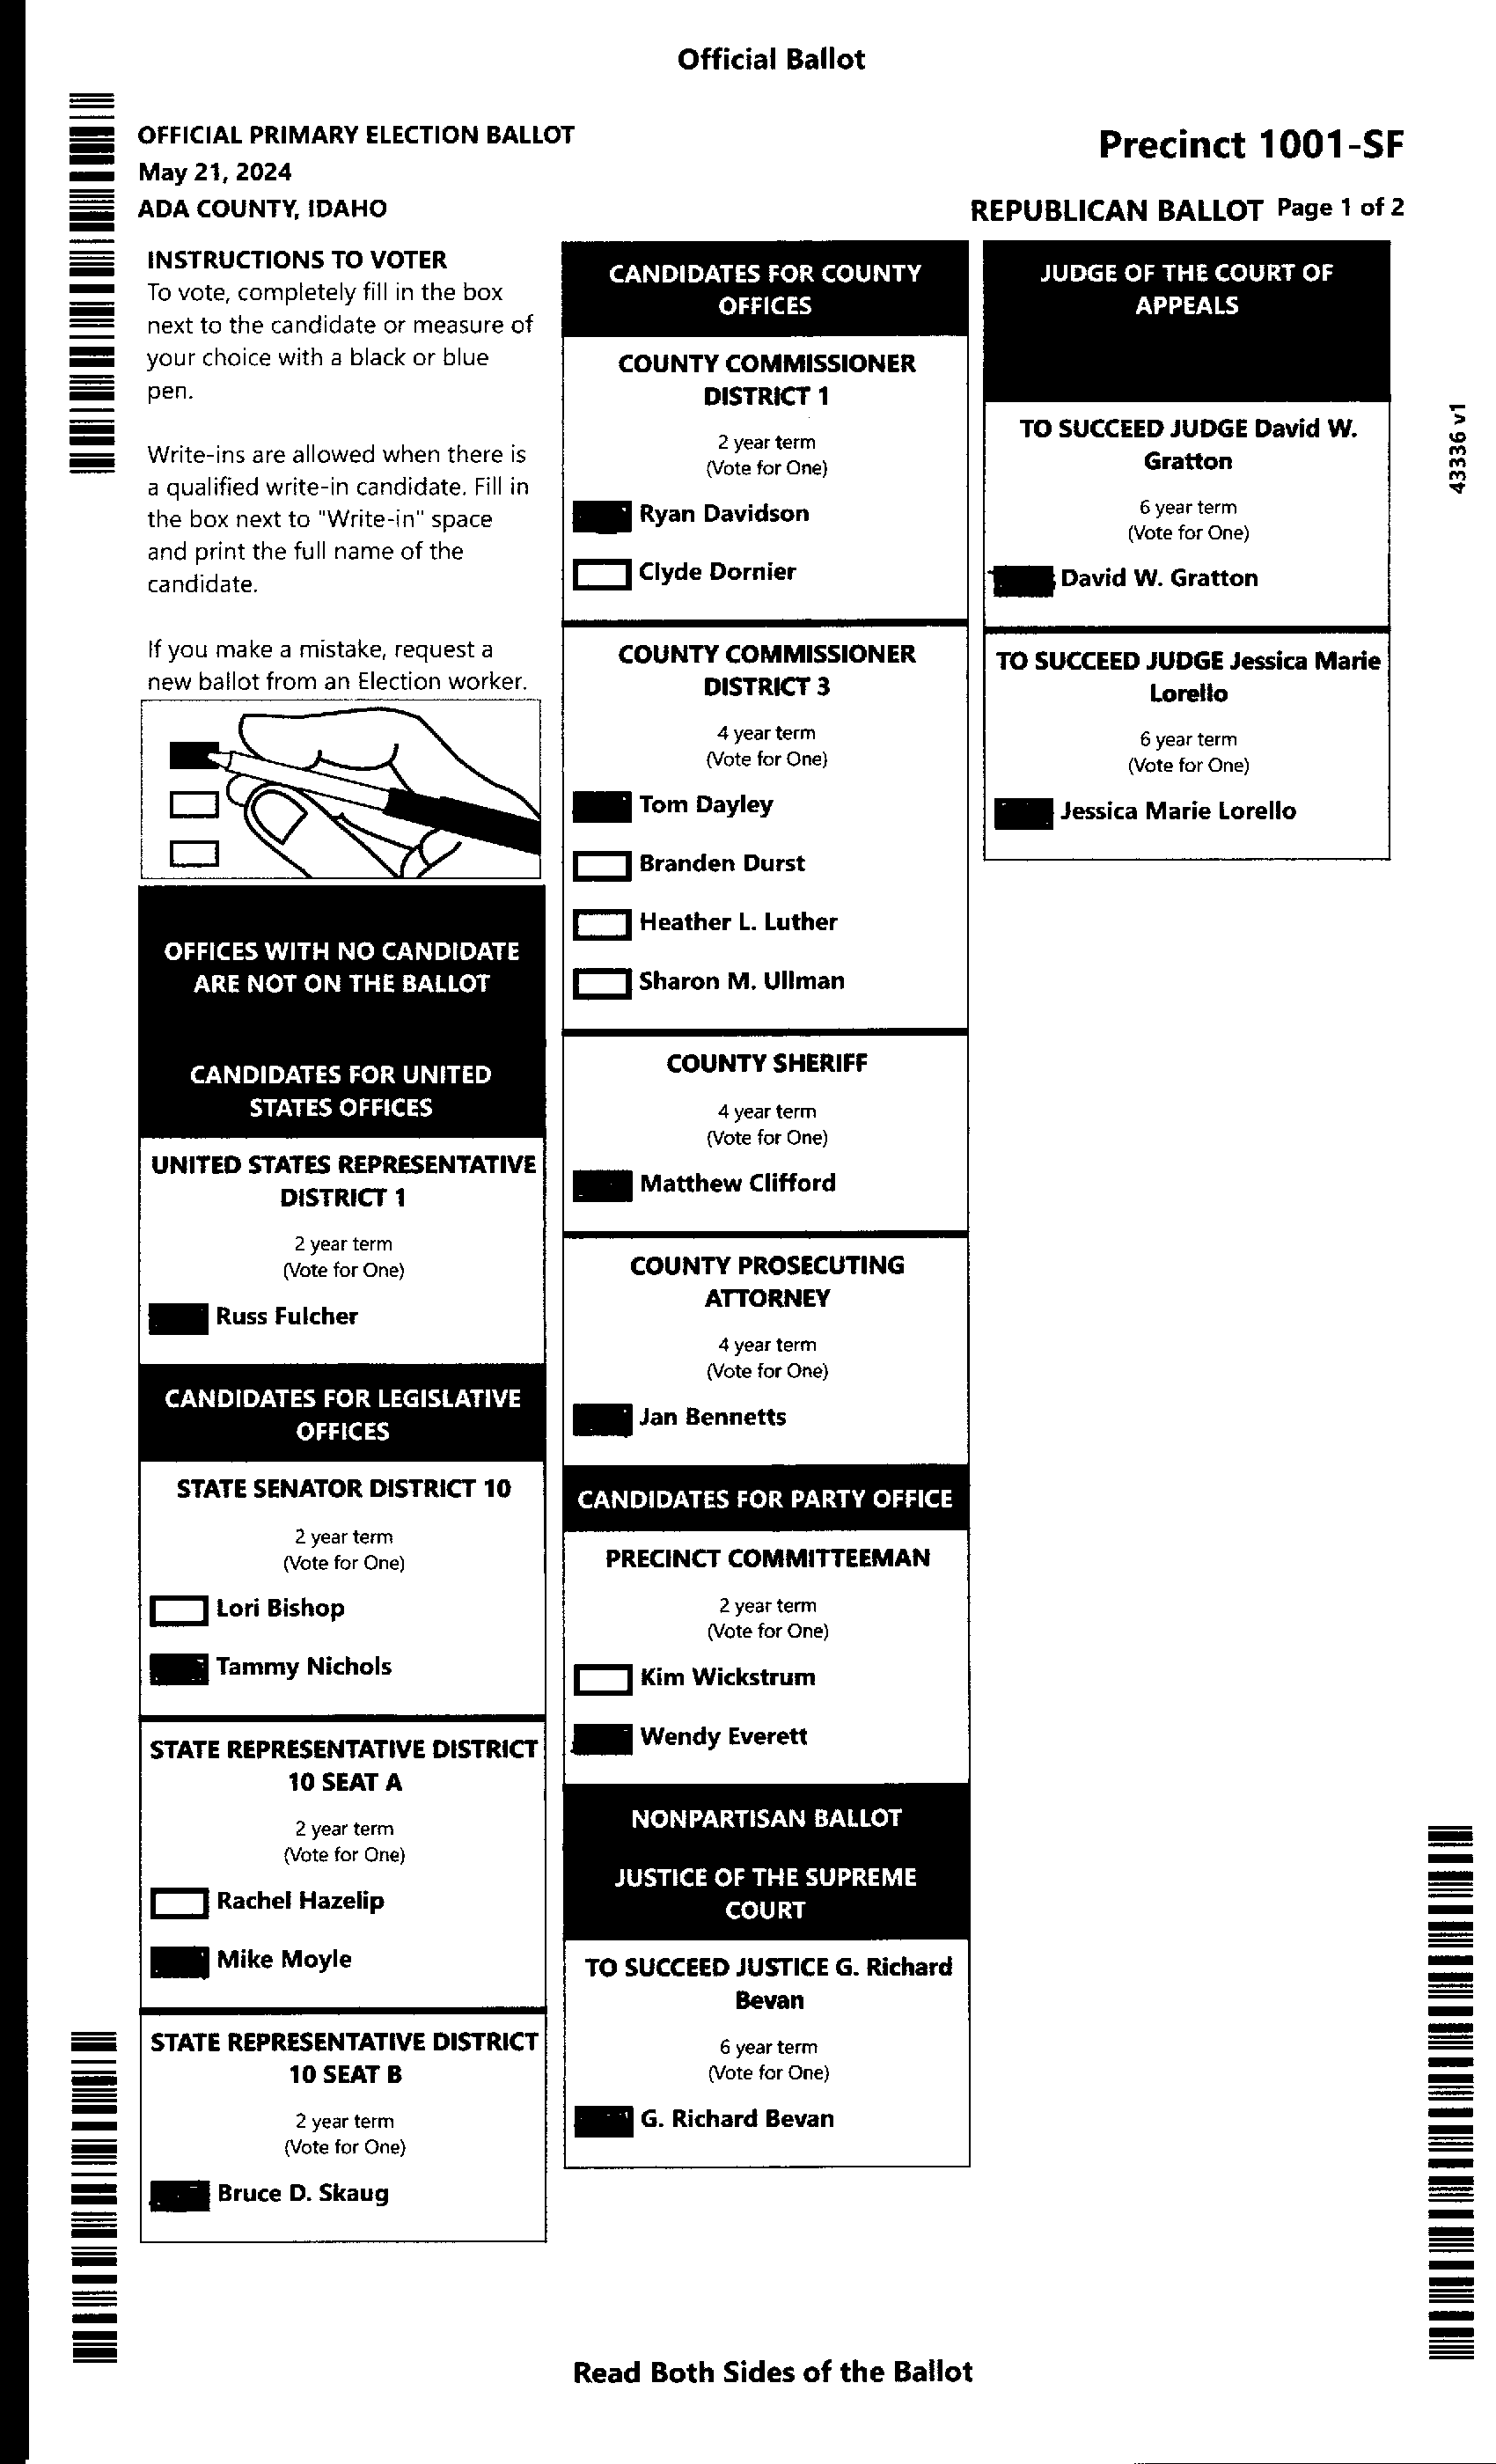 Official Ballot
OFFICIAL PRIMARY ELECTION BALLOT
May 21, 2024
ADA COUNTY, IDAHO
Precinct 1001-SF
REPUBLICAN BALLOT Page 1 of 2
INSTRUCTIONS TO VOTER
To vote, completely fill in the box
next to the candidate or measure of
your choice with a black or blue
pen.
Write-ins are allowed when there is
a qualified write-in candidate. Fill in
the box next to "Write-in" space
and print the full name of the
candidate.
If you make a mistake, request a
new ballot from an Election worker.
OFFICES WITH NO CANDIDATE
ARE NOT ON THE BALLOT
CANDIDATES FOR UNITED
STATES OFFICES
UNITED STATES REPRESENTATIVE
DISTRICT 1
2 year term
(Vote for One)
Russ Fulcher
CANDIDATES FOR LEGISLATIVE
OFFICES
STATE SENATOR DISTRICT 10
2 year term
(Vote for One)
Lori Bishop
Tammy Nichols
STATE REPRESENTATIVE DISTRICT
10 SEAT A
2 year term
(Vote for One)
Rachel Hazelip
Mike Moyle
STATE REPRESENTATIVE DISTRICT
10 SEAT B
2 year term
(Vote for One)
Bruce D. Skaug
CANDIDATES FOR COUNTY
OFFICES
COUNTY COMMISSIONER
DISTRICT 1
2 year term
(Vote for One)
Ryan Davidson
Clyde Dornier
COUNTY COMMISSIONER
DISTRICT 3
4 year term
(Vote for One)
Tom Dayley
Branden Durst
Heather L. Luther
Sharon M. Ullman
COUNTY SHERIFF
4 year term
(Vote for One)
Matthew Clifford
COUNTY PROSECUTING
ATTORNEY
4 year term
(Vote for One)
Jan Bennetts
CANDIDATES FOR PARTY OFFICE
PRECINCT COMMITTEEMAN
2 year term
(Vote for One)
Kim Wickstrum
Wendy Everett
NONPARTISAN BALLOT
JUSTICE OF THE SUPREME
COURT
TO SUCCEED JUSTICE G. Richard
Bevan
6 year term
(Vote for One)
G. Richard Bevan
JUDGE OF THE COURT OF
APPEALS
TO SUCCEED JUDGE David W.
Gratton
6 year term
(Vote for One)
David W. Gratton
TO SUCCEED JUDGE Jessica Marie
Lorello
6 year term
(Vote for One)
Jessica Marie Lorello
43336 v1
Read Both Sides of the Ballot